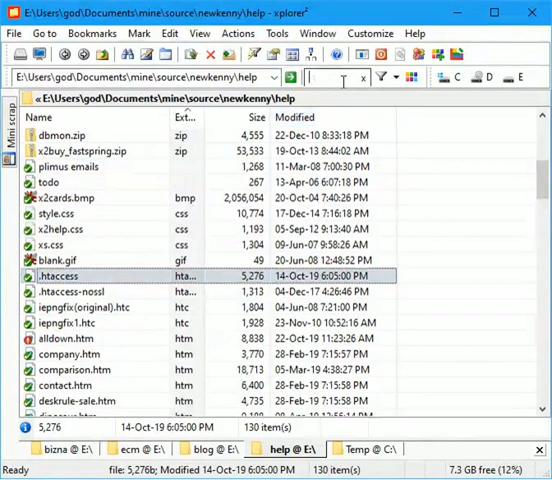 E:\Users\god\Documents\mine\source\newkenny\help - xplorer²
File Go to Bookmarks Mark Edit View Actions Tools Window Customize Help
E:\Users\god\Documents\mine\source\newkenny\help x C D E
« E:\Users\god\Documents\mine\source\newkenny\help
Mini scrap
Name Ext... Size Modified
dbmon.zip zip 4,555 22-Dec-10 8:33:18 PM
x2buy_fastspring.zip zip 53,533 19-Oct-13 8:44:02 AM
plimus emails 1,268 11-Mar-08 7:00:30 PM
todo 267 13-Apr-06 6:07:18 PM
x2cards.bmp bmp 2,056,054 20-Oct-04 7:40:26 PM
style.css css 10,774 17-Dec-14 7:16:18 PM
x2help.css css 1,193 05-Sep-12 9:13:40 AM
xs.css css 1,304 09-Jun-07 9:58:26 AM
blank.gif gif 49 20-Jun-08 12:48:52 PM
.htaccess hta... 5,276 14-Oct-19 6:05:00 PM
.htaccess-nossl hta... 1,313 04-Dec-17 4:26:46 PM
iepngfix(original).htc htc 1,804 04-Jun-08 7:21:00 PM
iepngfix1.htc htc 1,928 23-Nov-10 10:52:16 AM
alldown.htm htm 8,838 22-Oct-19 11:23:26 AM
company.htm htm 3,770 28-Feb-19 7:15:57 PM
comparison.htm htm 18,713 05-Mar-19 4:38:27 PM
contact.htm htm 6,400 28-Feb-19 7:15:58 PM
deskrule-sale.htm htm 4,735 28-Feb-19 7:15:58 PM
5,276 14-Oct-19 6:05:00 PM 130 item(s)
bizna @ E:\ ecm @ E:\ blog @ E:\ help @ E:\ Temp @ C:\
Ready file: 5,276b; Modified 14-Oct-19 6:05:00 PM 130 item(s) 7.3 GB free (12%)